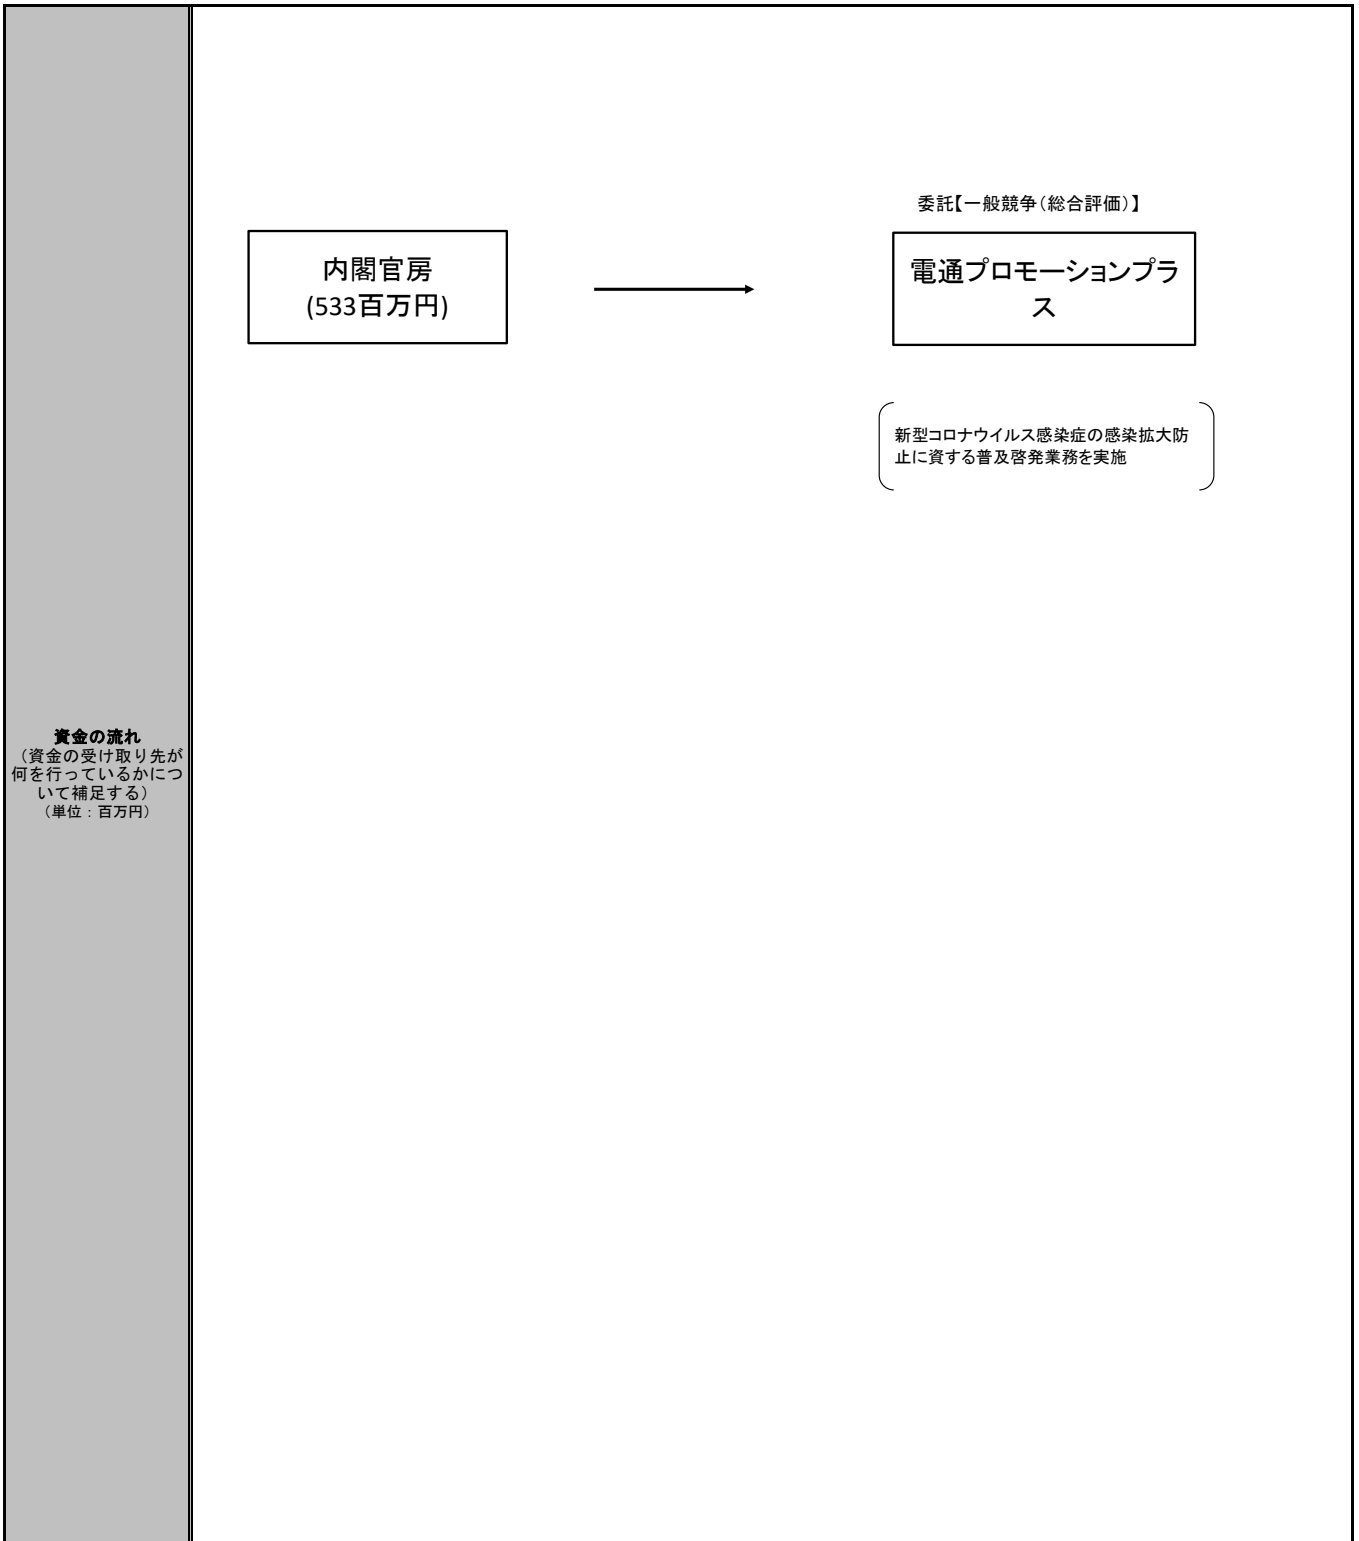 資金の流れ
（資金の受け取り先が
何を行っているかにつ
いて補足する）
（単位：百万円）
内閣官房
(533百万円)
委託【一般競争（総合評価）】
電通プロモーションプラ
ス
新型コロナウイルス感染症の感染拡大防
止に資する普及啓発業務を実施